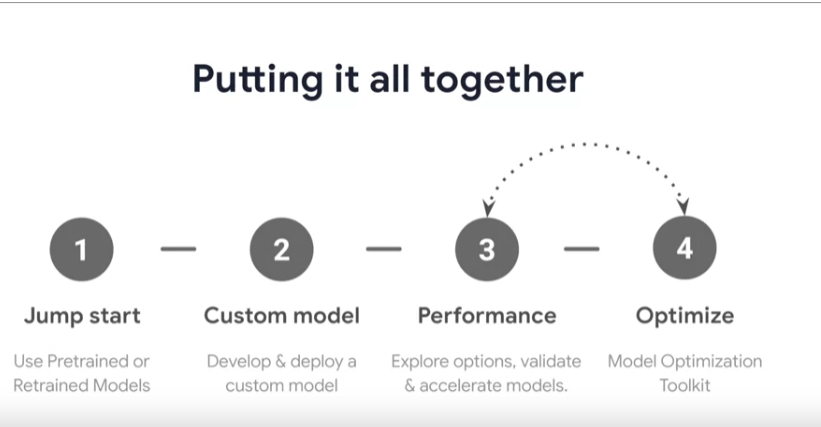 Putting it all together
1
2
3
4
Jump start
Custom model
Performance
Optimize
Use Pretrained or
Retrained Models
Develop & deploy a
custom model
Explore options, validate
& accelerate models.
Model Optimization
Toolkit